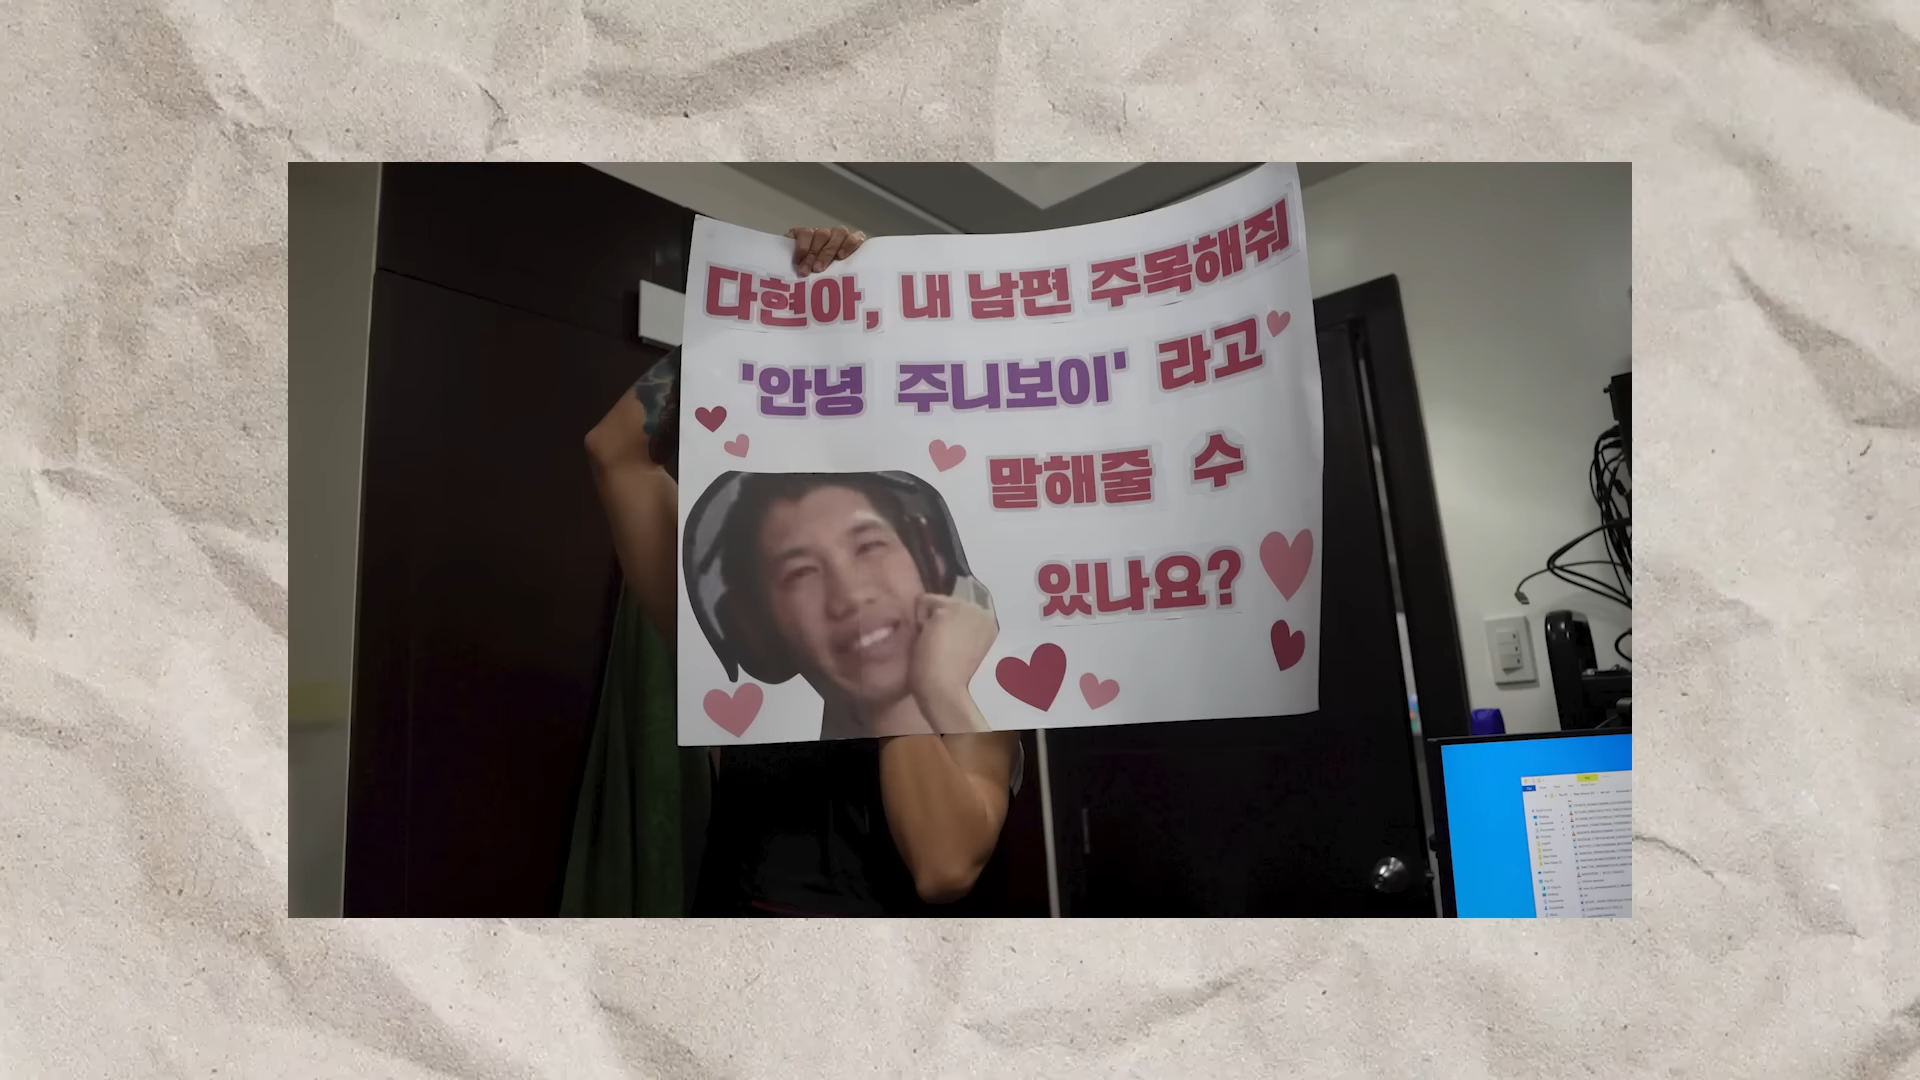 다현아, 내 남편 주목해줘
'안녕 주니보이' 라고
말해줄 수
있나요?